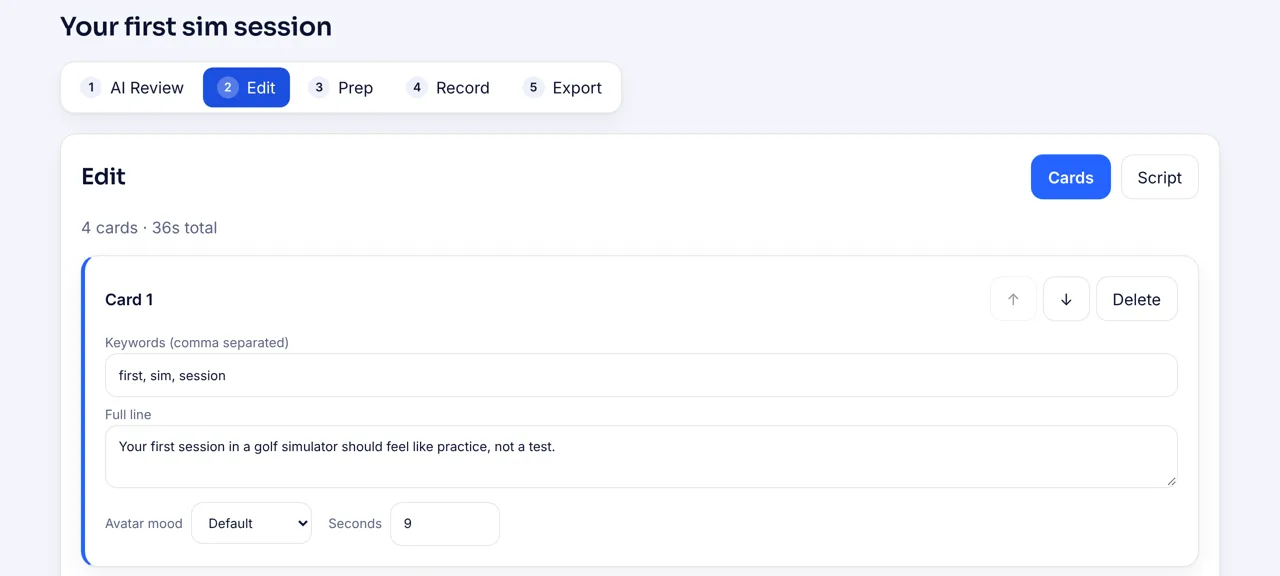 Your first sim session
1 AI Review 2 Edit 3 Prep 4 Record 5 Export
Edit
Cards Script
4 cards · 36s total
Card 1
↑ ↓ Delete
Keywords (comma separated)
first, sim, session
Full line
Your first session in a golf simulator should feel like practice, not a test.
Avatar mood Default Seconds 9